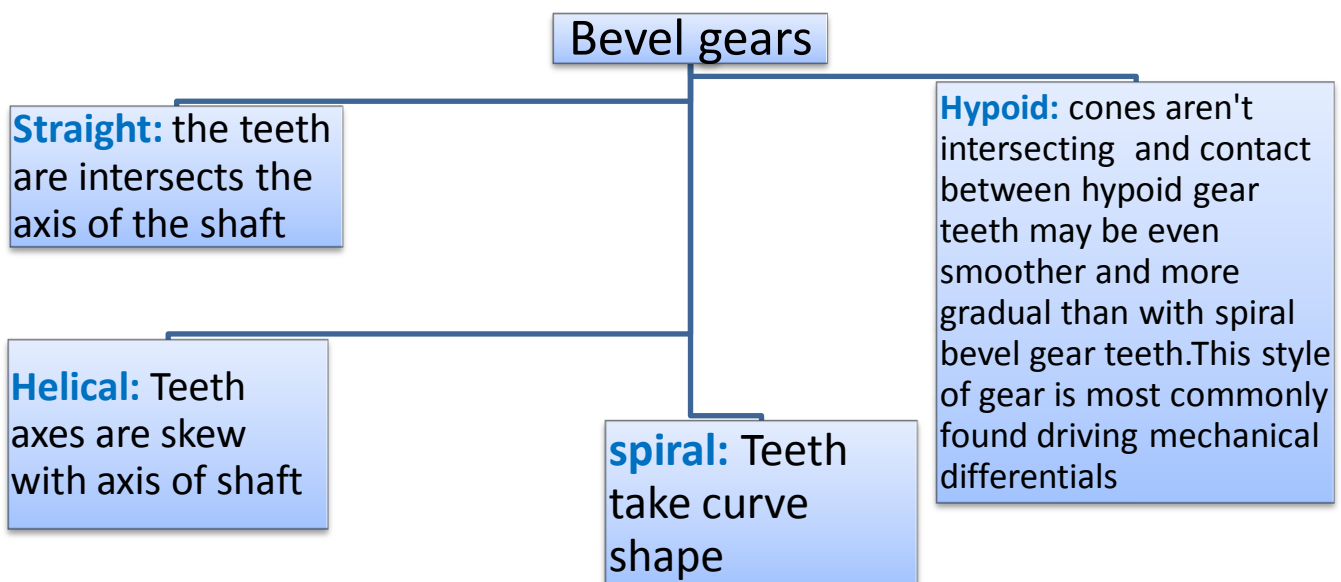 Bevel gears
Straight: the teeth
are intersects the
axis of the shaft
Hypoid: cones aren't
intersecting and contact
between hypoid gear
teeth may be even
smoother and more
gradual than with spiral
bevel gear teeth.This style
of gear is most commonly
found driving mechanical
differentials
Helical: Teeth
axes are skew
with axis of shaft
spiral: Teeth
take curve
shape